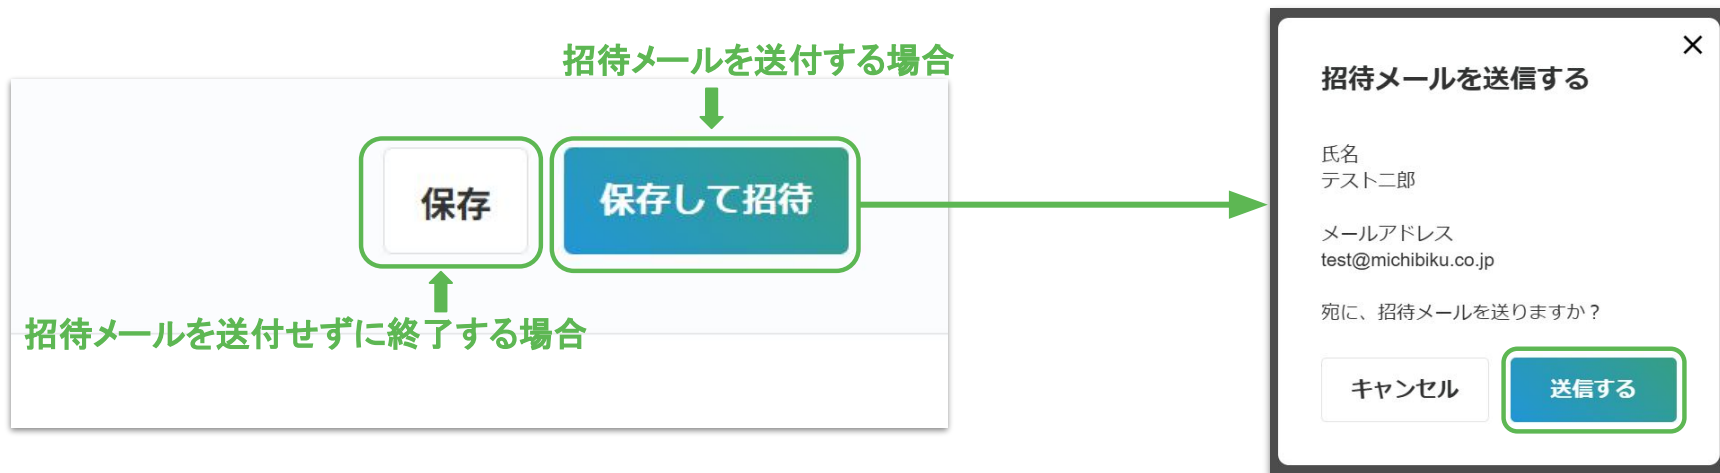 招待メールを送付する場合
保存
保存して招待
招待メールを送付せずに終了する場合
招待メールを送信する
氏名
テスト二郎
メールアドレス
test@michibiku.co.jp
宛に、招待メールを送りますか？
キャンセル
送信する